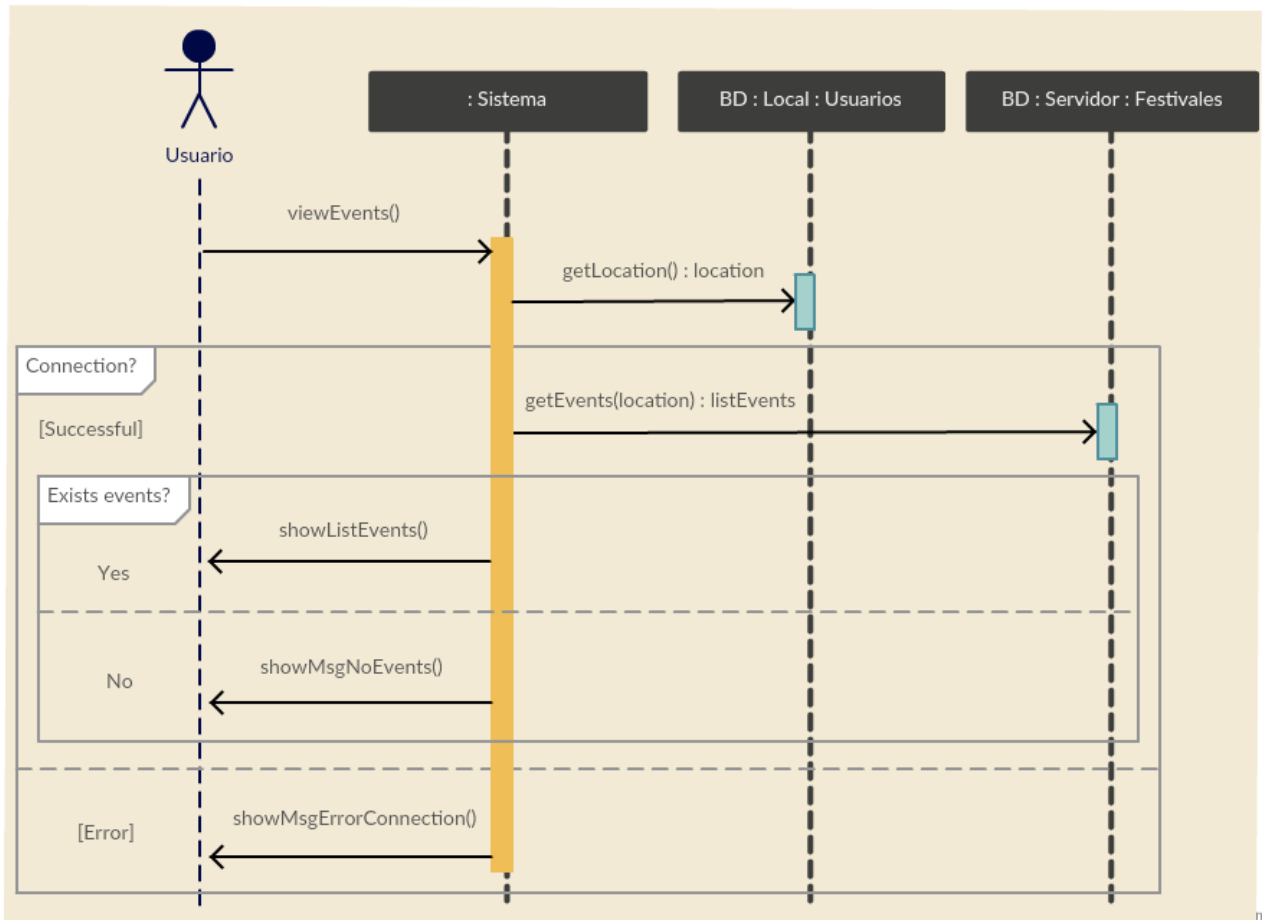 : Sistema
BD : Local : Usuarios
BD : Servidor : Festivales
Usuario
viewEvents()
getLocation() : location
Connection?
getEvents(location) : listEvents
[Successful]
Exists events?
showListEvents()
Yes
showMsgNoEvents()
No
showMsgErrorConnection()
[Error]